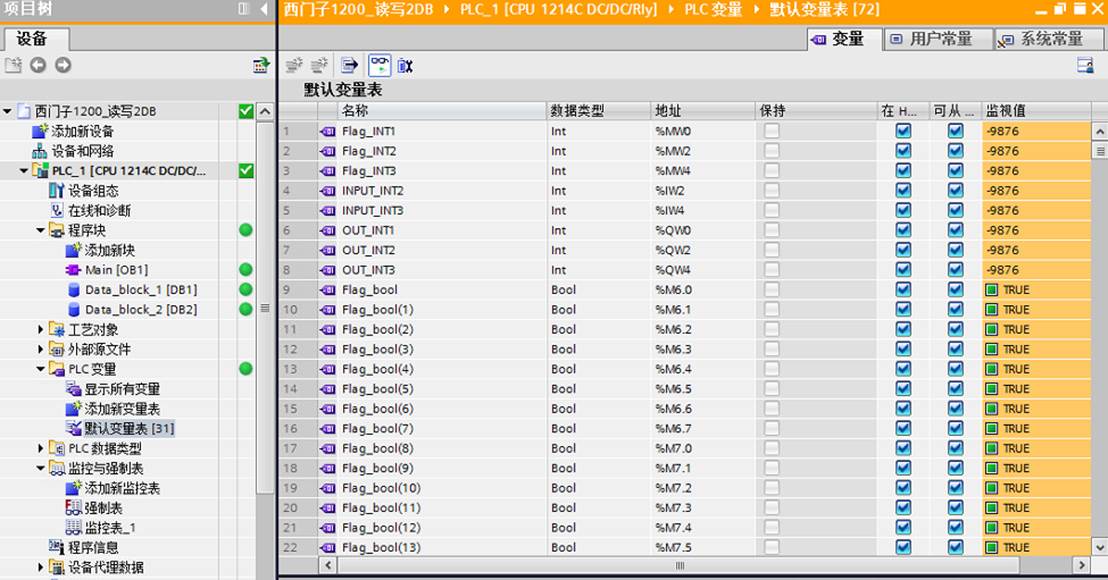 项目树
设备
西门子1200_读写2DB
添加新设备
设备和网络
PLC_1 [CPU 1214C DC/DC/...
设备组态
在线和诊断
程序块
添加新块
Main [OB1]
Data_block_1 [DB1]
Data_block_2 [DB2]
工艺对象
外部源文件
PLC 变量
显示所有变量
添加新变量表
默认变量表 [31]
PLC 数据类型
监控与强制表
添加新监控表
强制表
监控表_1
程序信息
设备代理数据
西门子1200_读写2DB PLC_1 [CPU 1214C DC/DC/Rly] PLC 变量 默认变量表 [72]
变量 用户常量 系统常量
默认变量表
名称 数据类型 地址 保持 在 H... 可从 ... 监视值
1 Flag_INT1 Int %MW0 -9876
2 Flag_INT2 Int %MW2 -9876
3 Flag_INT3 Int %MW4 -9876
4 INPUT_INT2 Int %IW2 -9876
5 INPUT_INT3 Int %IW4 -9876
6 OUT_INT1 Int %QW0 -9876
7 OUT_INT2 Int %QW2 -9876
8 OUT_INT3 Int %QW4 -9876
9 Flag_bool Bool %M6.0 TRUE
10 Flag_bool(1) Bool %M6.1 TRUE
11 Flag_bool(2) Bool %M6.2 TRUE
12 Flag_bool(3) Bool %M6.3 TRUE
13 Flag_bool(4) Bool %M6.4 TRUE
14 Flag_bool(5) Bool %M6.5 TRUE
15 Flag_bool(6) Bool %M6.6 TRUE
16 Flag_bool(7) Bool %M6.7 TRUE
17 Flag_bool(8) Bool %M7.0 TRUE
18 Flag_bool(9) Bool %M7.1 TRUE
19 Flag_bool(10) Bool %M7.2 TRUE
20 Flag_bool(11) Bool %M7.3 TRUE
21 Flag_bool(12) Bool %M7.4 TRUE
22 Flag_bool(13) Bool %M7.5 TRUE